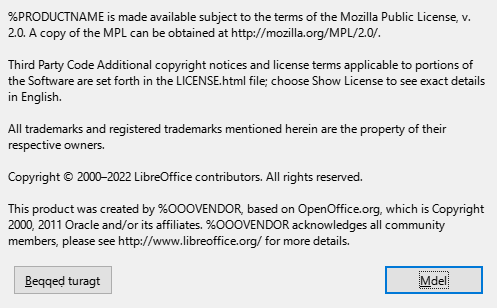 %PRODUCTNAME is made available subject to the terms of the Mozilla Public License, v.
2.0. A copy of the MPL can be obtained at http://mozilla.org/MPL/2.0/.
Third Party Code Additional copyright notices and license terms applicable to portions of
the Software are set forth in the LICENSE.html file; choose Show License to see exact details
in English.
All trademarks and registered trademarks mentioned herein are the property of their
respective owners.
Copyright © 2000–2022 LibreOffice contributors. All rights reserved.
This product was created by %OOOVENDOR, based on OpenOffice.org, which is Copyright
2000, 2011 Oracle and/or its affiliates. %OOOVENDOR acknowledges all community
members, please see http://www.libreoffice.org/ for more details.
Beqqed turagt
Mdel